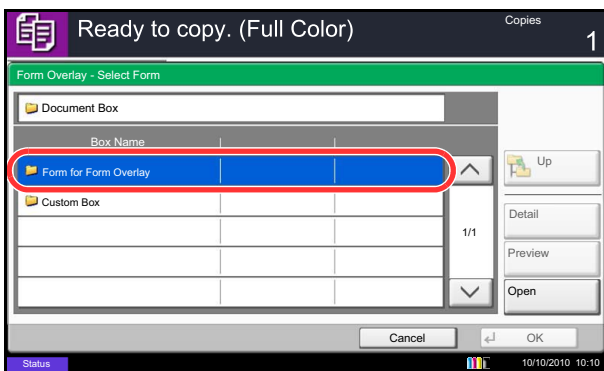 Ready to copy. (Full Color)
Copies
1
Form Overlay - Select Form
Document Box
Box Name
Form for Form Overlay
Custom Box
1/1
Up
Detail
Preview
Open
Cancel
OK
Status
10/10/2010 10:10